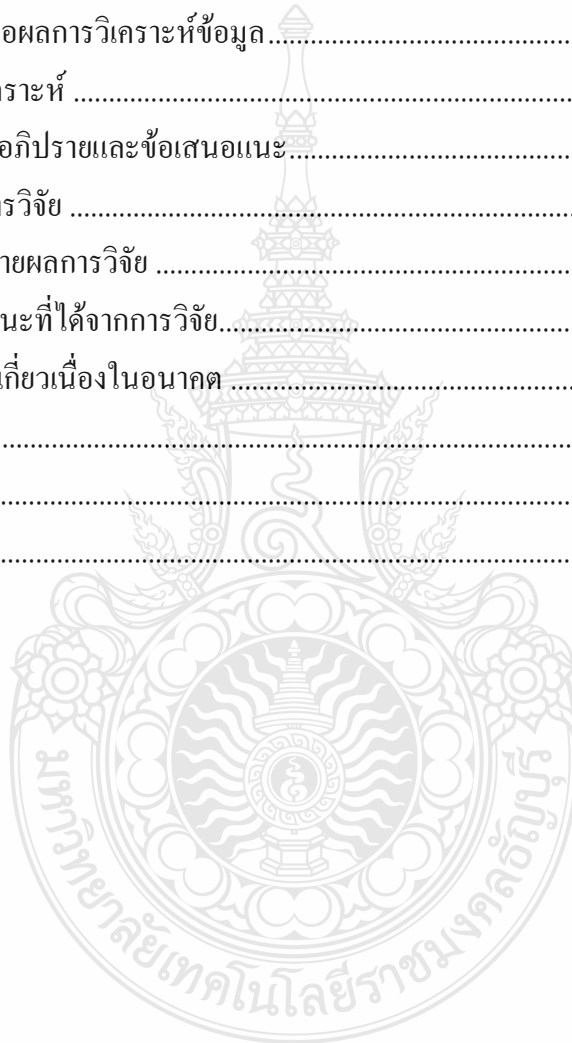 อผลการวิเคราะห์ข้อมูล................................................
คราะห์ ................................................................................
อภิปรายและข้อเสนอแนะ.............................................
ารวิจัย ................................................................................
ายผลการวิจัย ..................................................................
นะที่ได้จากการวิจัย........................................................
เกี่ยวเนื่องในอนาคต .......................................................
..............................................................................................
..............................................................................................
..............................................................................................
มหาวิทยาลัยเทคโนโลยีราชมงคลธัญบุรี